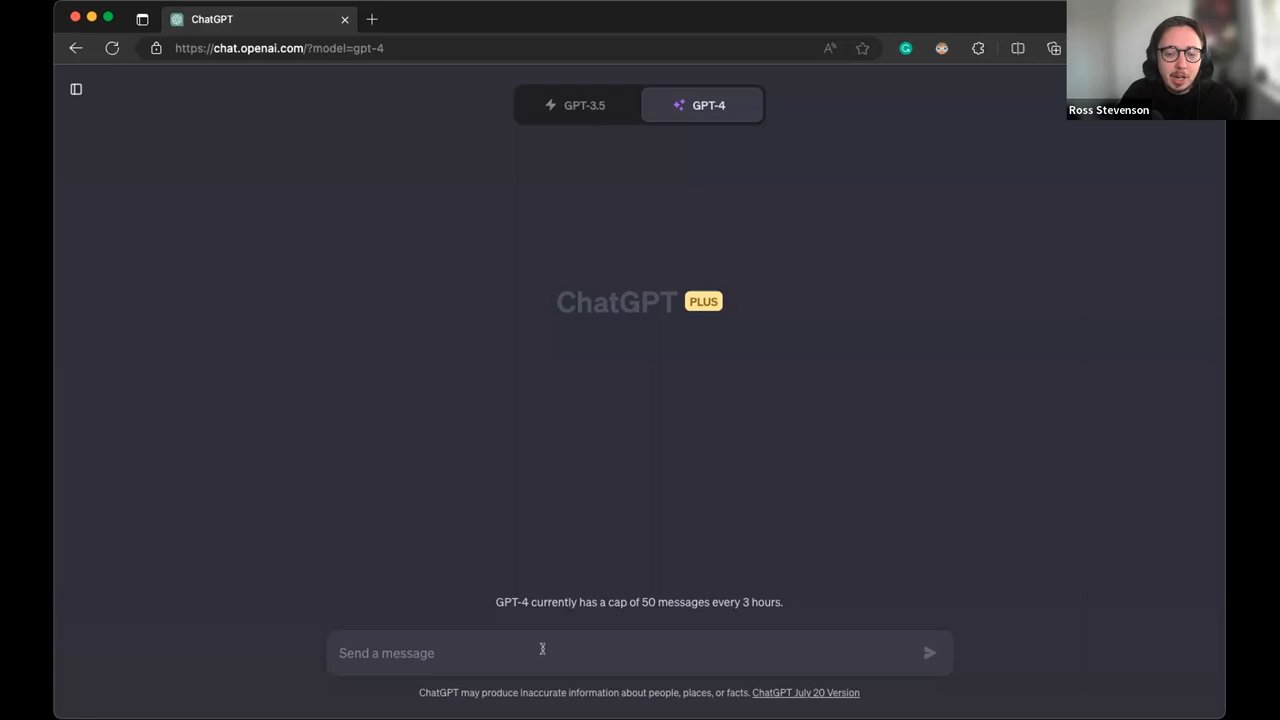 ChatGPT
https://chat.openai.com/?model=gpt-4
GPT-3.5
GPT-4
Ross Stevenson
ChatGPT PLUS
GPT-4 currently has a cap of 50 messages every 3 hours.
Send a message
ChatGPT may produce inaccurate information about people, places, or facts. ChatGPT July 20 Version